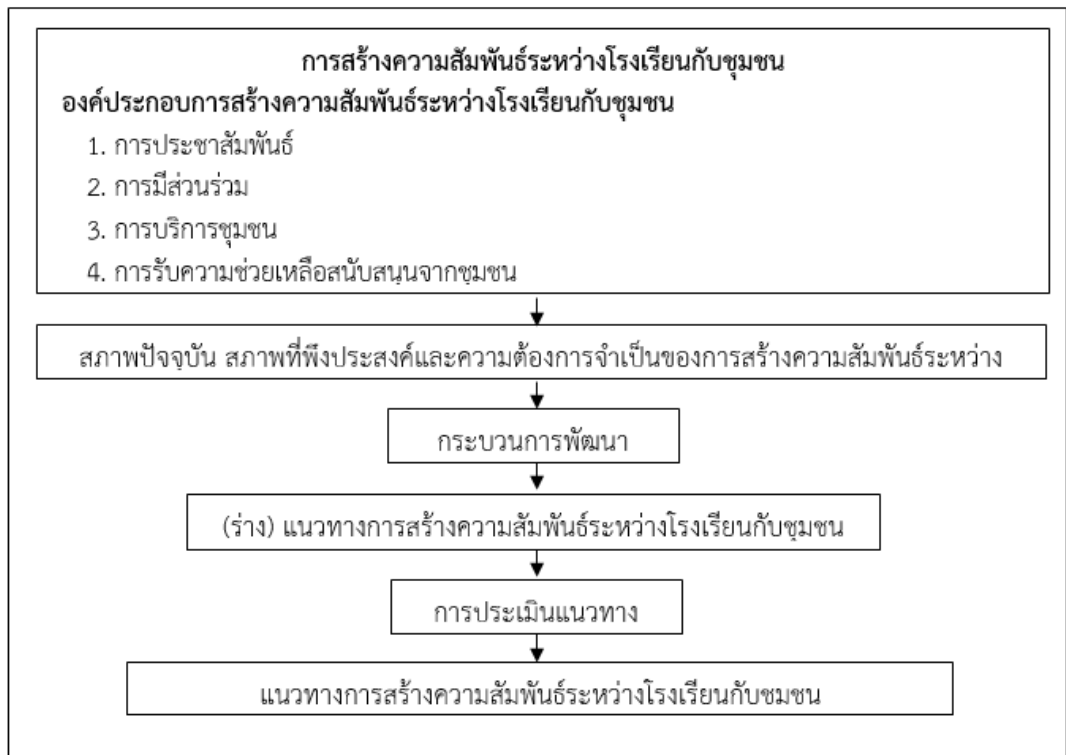 การสร้างความสัมพันธ์ระหว่างโรงเรียนกับชุมชน
องค์ประกอบการสร้างความสัมพันธ์ระหว่างโรงเรียนกับชุมชน
1. การประชาสัมพันธ์
2. การมีส่วนร่วม
3. การบริการชุมชน
4. การรับความช่วยเหลือสนับสนุนจากชุมชน
สภาพปัจจุบัน สภาพที่พึงประสงค์และความต้องการจำเป็นของการสร้างความสัมพันธ์ระหว่าง
กระบวนการพัฒนา
(ร่าง) แนวทางการสร้างความสัมพันธ์ระหว่างโรงเรียนกับชุมชน
การประเมินแนวทาง
แนวทางการสร้างความสัมพันธ์ระหว่างโรงเรียนกับชมชน